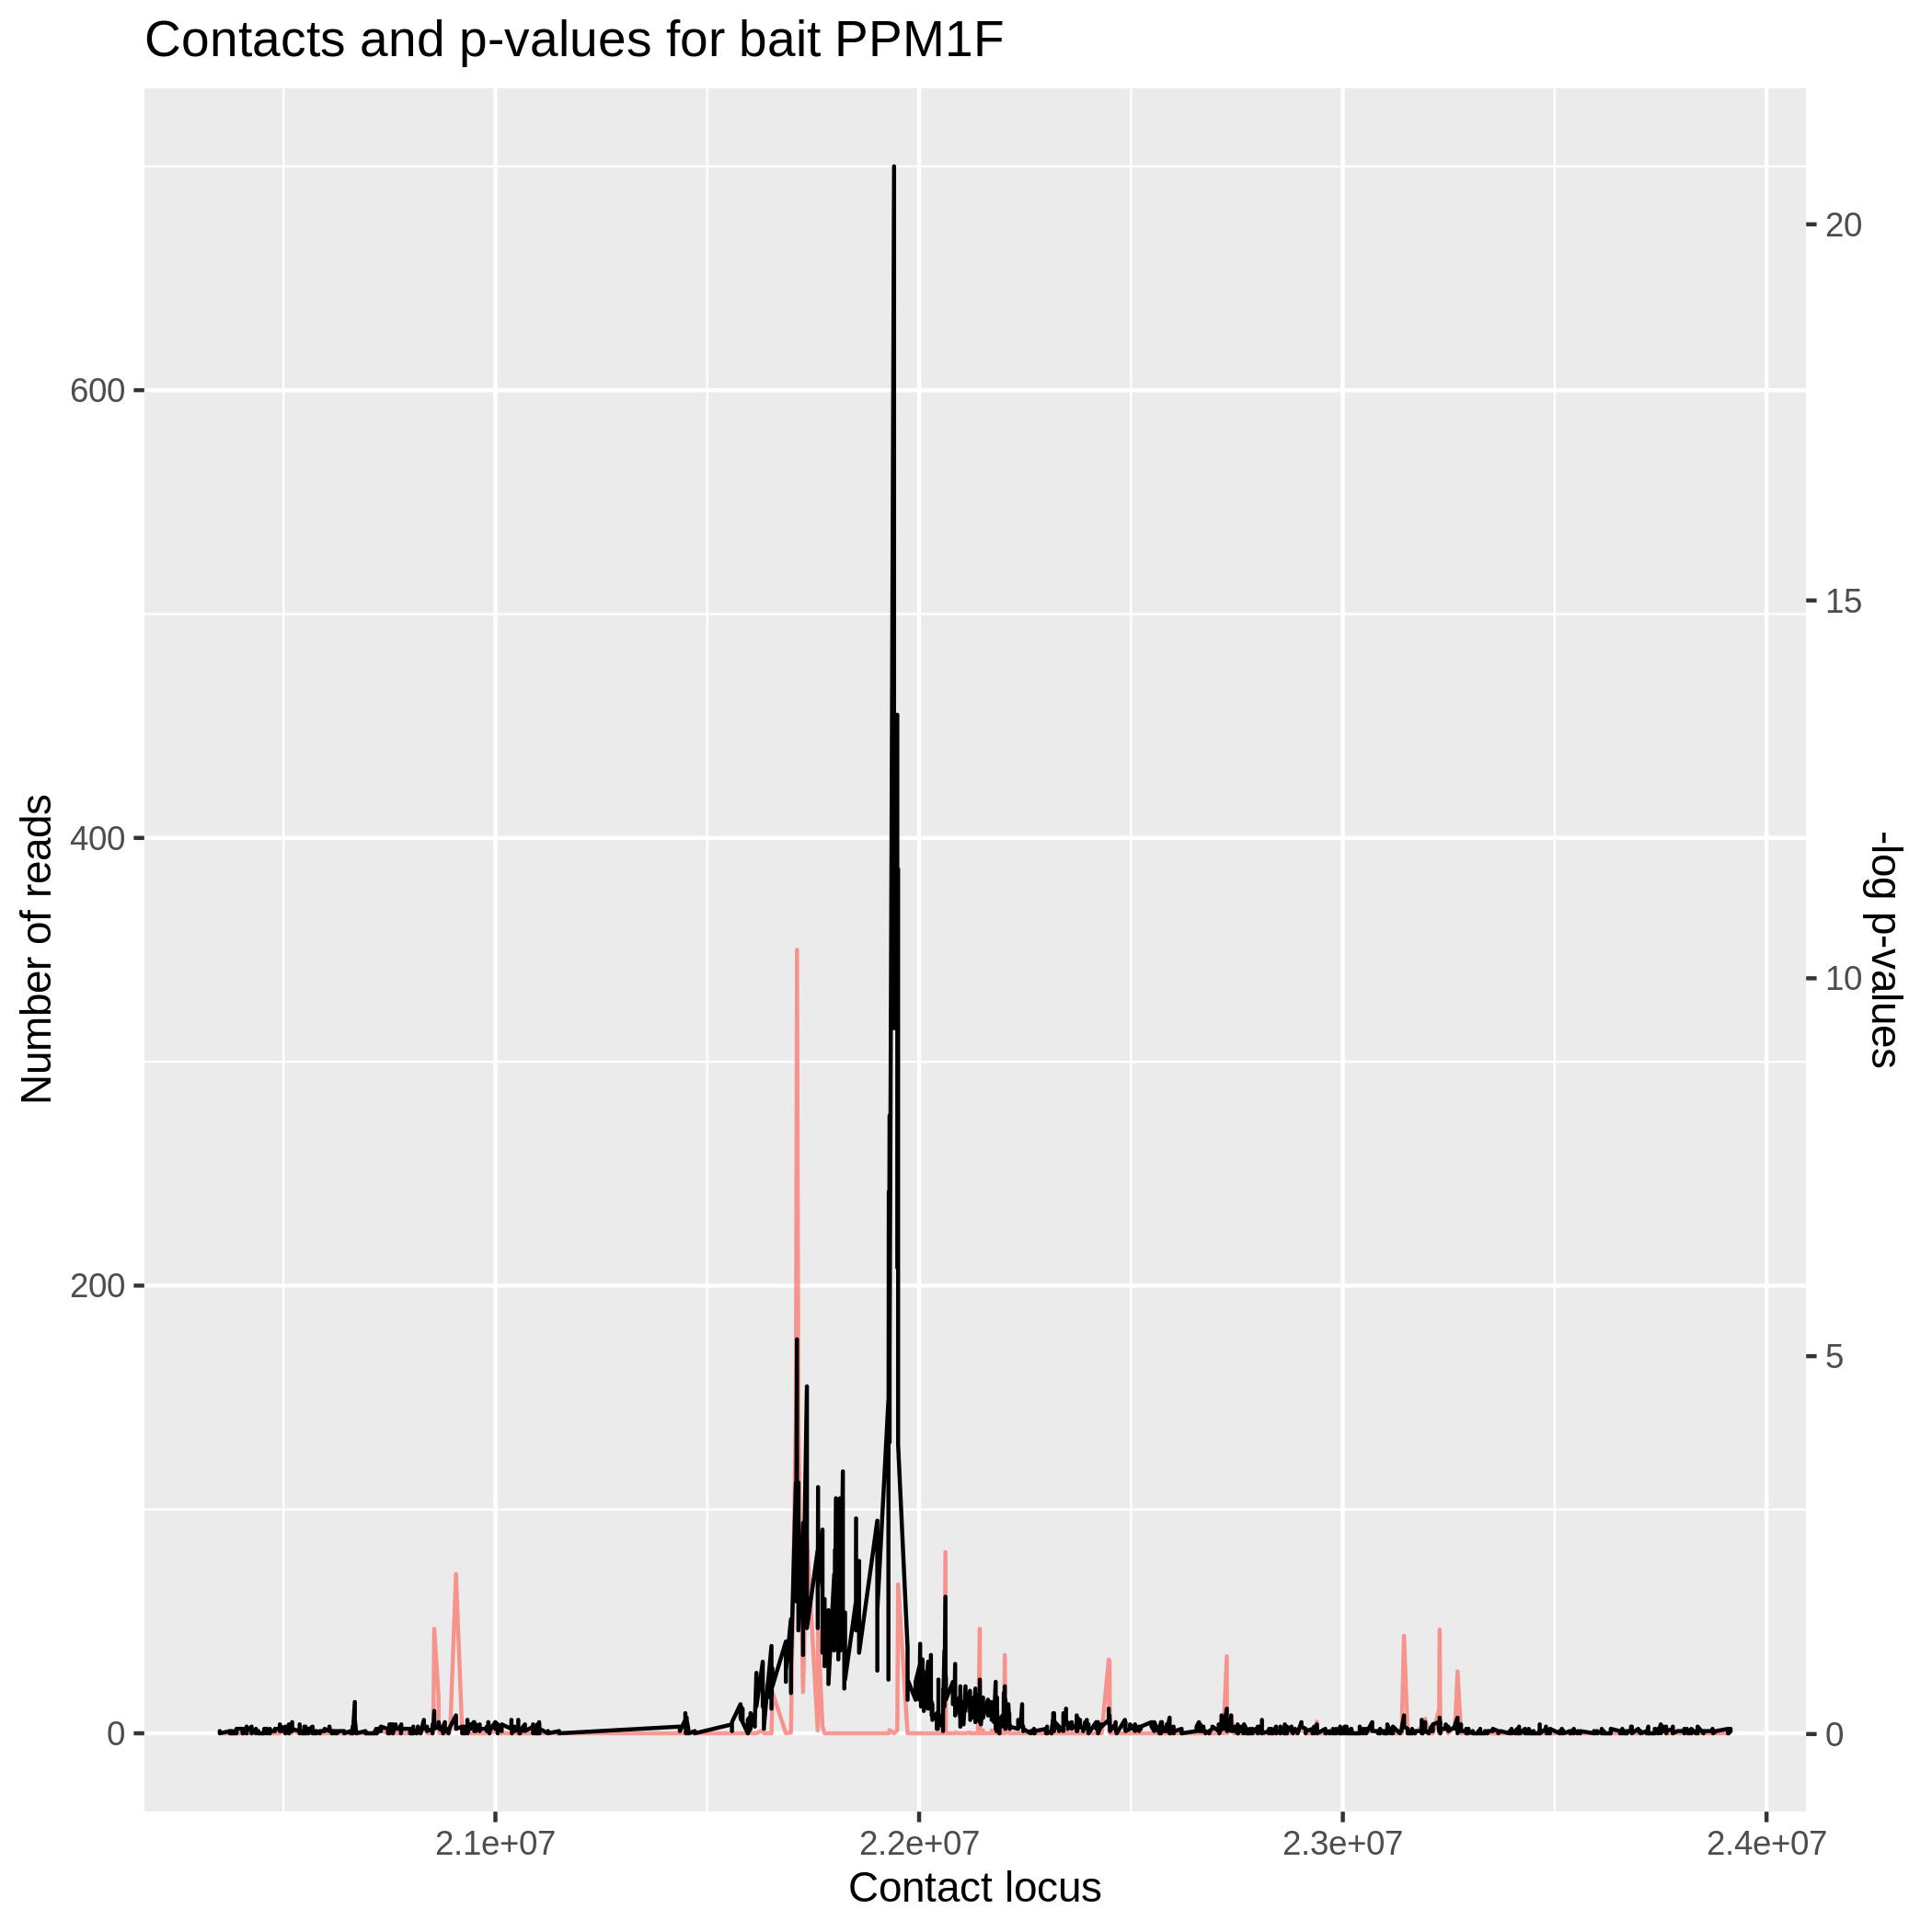 Contacts and p-values for bait PPM1F
Number of reads
600
400
200
0
20
15
10
5
0
-log p-values
2.1e+07
2.2e+07
2.3e+07
2.4e+07
Contact locus